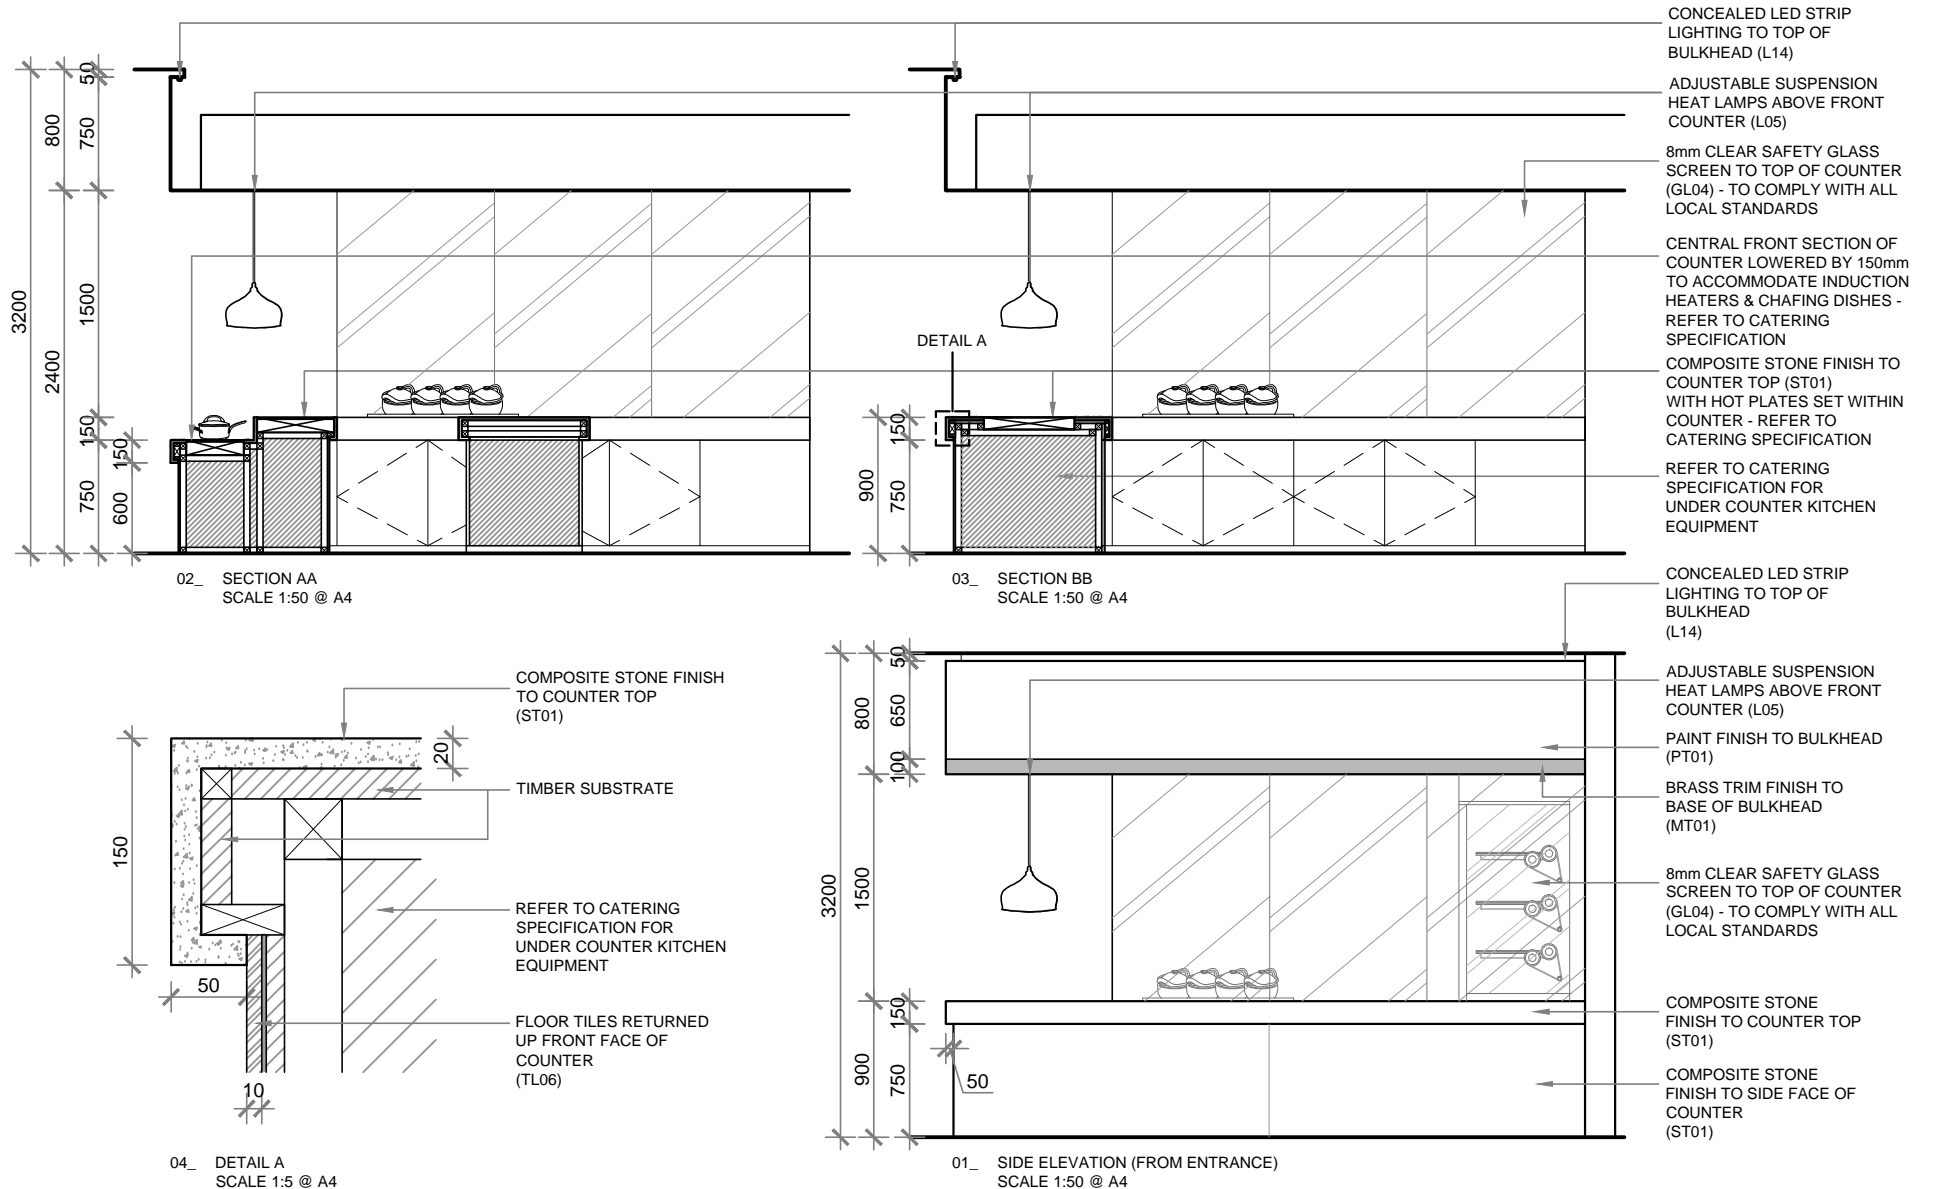 CONCEALED LED STRIP
LIGHTING TO TOP OF
BULKHEAD (L14)
ADJUSTABLE SUSPENSION
HEAT LAMPS ABOVE FRONT
COUNTER (L05)
8mm CLEAR SAFETY GLASS
SCREEN TO TOP OF COUNTER
(GL04) - TO COMPLY WITH ALL
LOCAL STANDARDS
CENTRAL FRONT SECTION OF
COUNTER LOWERED BY 150mm
TO ACCOMMODATE INDUCTION
HEATERS & CHAFING DISHES -
REFER TO CATERING
SPECIFICATION
COMPOSITE STONE FINISH TO
COUNTER TOP (ST01)
WITH HOT PLATES SET WITHIN
COUNTER - REFER TO
CATERING SPECIFICATION
REFER TO CATERING
SPECIFICATION FOR
UNDER COUNTER KITCHEN
EQUIPMENT
3200
800
2400
50
750
1500
150
750
150
600
02_ SECTION AA
SCALE 1:50 @ A4
DETAIL A
900
150
750
03_ SECTION BB
SCALE 1:50 @ A4
COMPOSITE STONE FINISH
TO COUNTER TOP
(ST01)
TIMBER SUBSTRATE
REFER TO CATERING
SPECIFICATION FOR
UNDER COUNTER KITCHEN
EQUIPMENT
FLOOR TILES RETURNED
UP FRONT FACE OF
COUNTER
(TL06)
150
20
50
10
04_ DETAIL A
SCALE 1:5 @ A4
CONCEALED LED STRIP
LIGHTING TO TOP OF
BULKHEAD
(L14)
ADJUSTABLE SUSPENSION
HEAT LAMPS ABOVE FRONT
COUNTER (L05)
PAINT FINISH TO BULKHEAD
(PT01)
BRASS TRIM FINISH TO
BASE OF BULKHEAD
(MT01)
8mm CLEAR SAFETY GLASS
SCREEN TO TOP OF COUNTER
(GL04) - TO COMPLY WITH ALL
LOCAL STANDARDS
COMPOSITE STONE
FINISH TO COUNTER TOP
(ST01)
COMPOSITE STONE
FINISH TO SIDE FACE OF
COUNTER
(ST01)
3200
800
1500
900
50
650
100
150
750
50
01_ SIDE ELEVATION (FROM ENTRANCE)
SCALE 1:50 @ A4